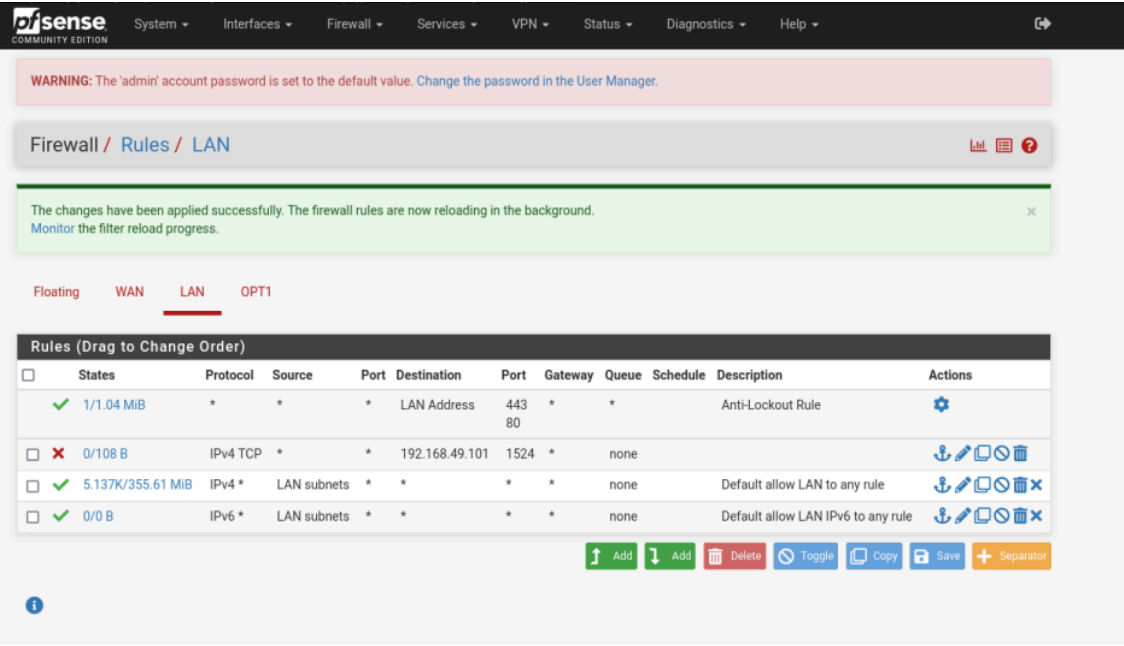 pfsense System Interfaces Firewall Services VPN Status Diagnostics Help
COMMUNITY EDITION
WARNING: The 'admin' account password is set to the default value. Change the password in the User Manager.
Firewall / Rules / LAN
The changes have been applied successfully. The firewall rules are now reloading in the background.
Monitor the filter reload progress.
Floating WAN LAN OPT1
Rules (Drag to Change Order)
States Protocol Source Port Destination Port Gateway Queue Schedule Description Actions
1/1.04 MiB * * * LAN Address 443 * * Anti-Lockout Rule
80
0/108 B IPv4 TCP * * 192.168.49.101 1524 * none
5.137K/355.61 MiB IPv4 * LAN subnets * * * * none Default allow LAN to any rule
0/0 B IPv6 * LAN subnets * * * * none Default allow LAN IPv6 to any rule
Add Add Delete Toggle Copy Save Separator